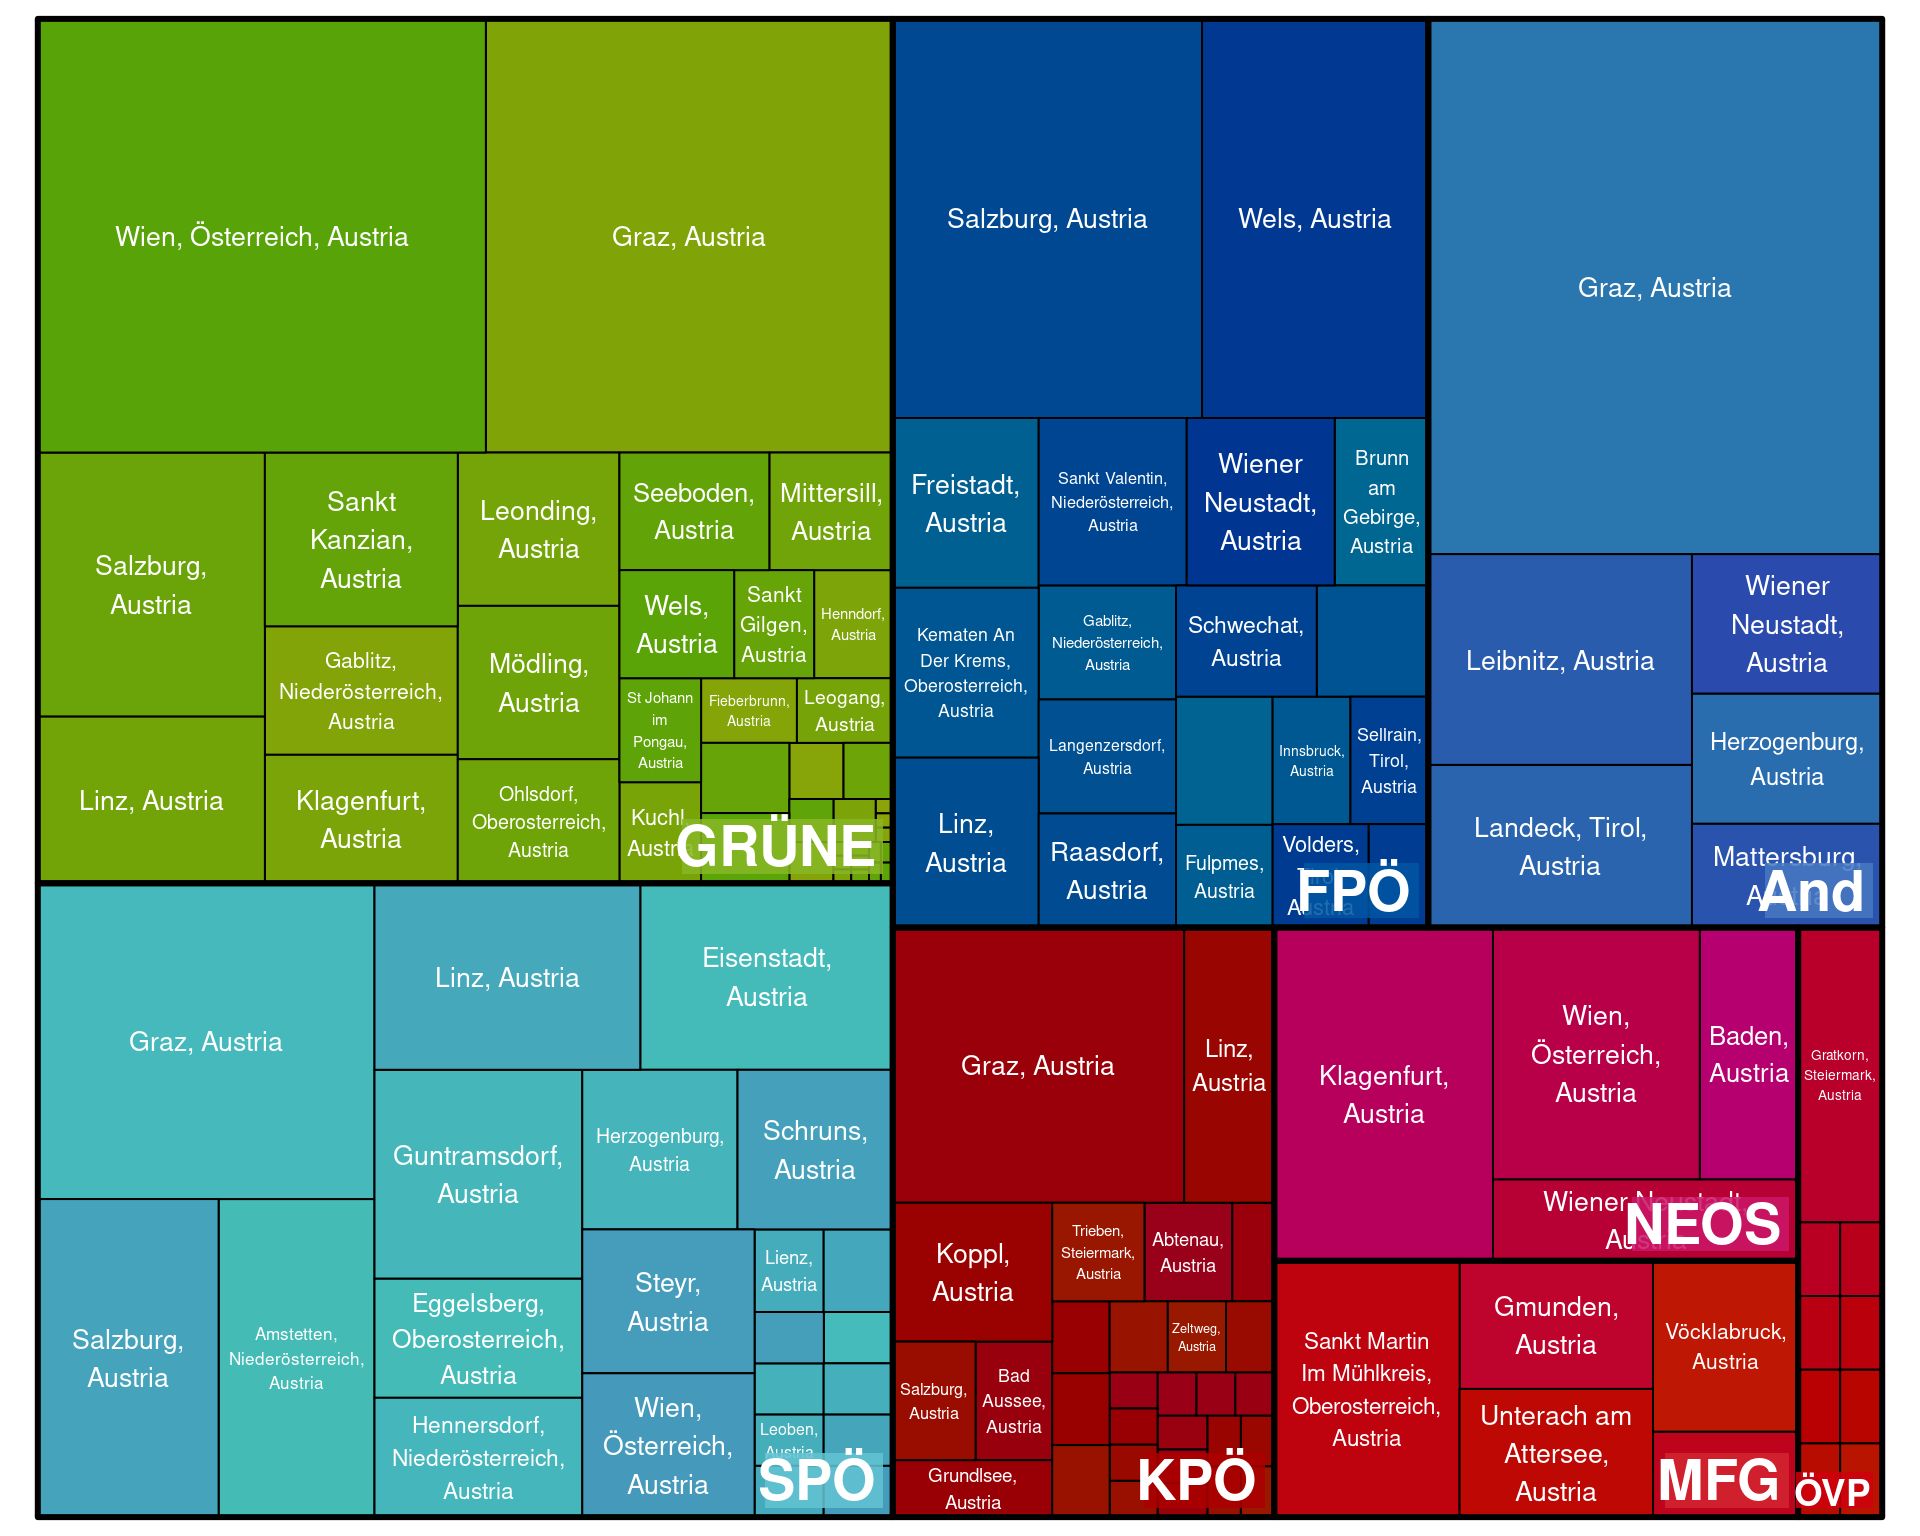 Wien, Österreich, Austria
Graz, Austria
Salzburg,
Austria
Linz, Austria
Sankt
Kanzian,
Austria
Gablitz,
Niederösterreich,
Austria
Klagenfurt,
Austria
Leonding,
Austria
Mödling,
Austria
Ohlsdorf,
Oberosterreich,
Austria
Seeboden,
Austria
Mittersill,
Austria
Wels,
Austria
Sankt
Gilgen,
Austria
Henndorf,
Austria
St Johann
im
Pongau,
Austria
Fieberbrunn,
Austria
Leogang,
Austria
Kuchl,
Austria
GRÜNE
Salzburg, Austria
Wels, Austria
Freistadt,
Austria
Sankt Valentin,
Niederösterreich,
Austria
Wiener
Neustadt,
Austria
Brunn
am
Gebirge,
Austria
Kematen An
Der Krems,
Oberosterreich,
Austria
Gablitz,
Niederösterreich,
Austria
Schwechat,
Austria
Langenzersdorf,
Austria
Innsbruck,
Austria
Sellrain,
Tirol,
Austria
Linz,
Austria
Raasdorf,
Austria
Fulpmes,
Austria
Volders,
Tirol,
Austria
FPÖ
Graz, Austria
Leibnitz, Austria
Landeck, Tirol,
Austria
Wiener
Neustadt,
Austria
Herzogenburg,
Austria
Mattersburg,
Austria
And
Graz, Austria
Linz, Austria
Eisenstadt,
Austria
Salzburg,
Austria
Amstetten,
Niederösterreich,
Austria
Guntramsdorf,
Austria
Eggelsberg,
Oberosterreich,
Austria
Hennersdorf,
Niederösterreich,
Austria
Herzogenburg,
Austria
Schruns,
Austria
Steyr,
Austria
Wien,
Österreich,
Austria
Lienz,
Austria
Leoben,
Austria
SPÖ
Graz, Austria
Linz,
Austria
Koppl,
Austria
Trieben,
Steiermark,
Austria
Abtenau,
Austria
Zeltweg,
Austria
Salzburg,
Austria
Bad
Aussee,
Austria
Grundlsee,
Austria
KPÖ
Klagenfurt,
Austria
Wien,
Österreich,
Austria
Baden,
Austria
Wiener Neustadt,
Austria
NEOS
Sankt Martin
Im Mühlkreis,
Oberosterreich,
Austria
Gmunden,
Austria
Unterach am
Attersee,
Austria
Vöcklabruck,
Austria
MFG
Gratkorn,
Steiermark,
Austria
ÖVP